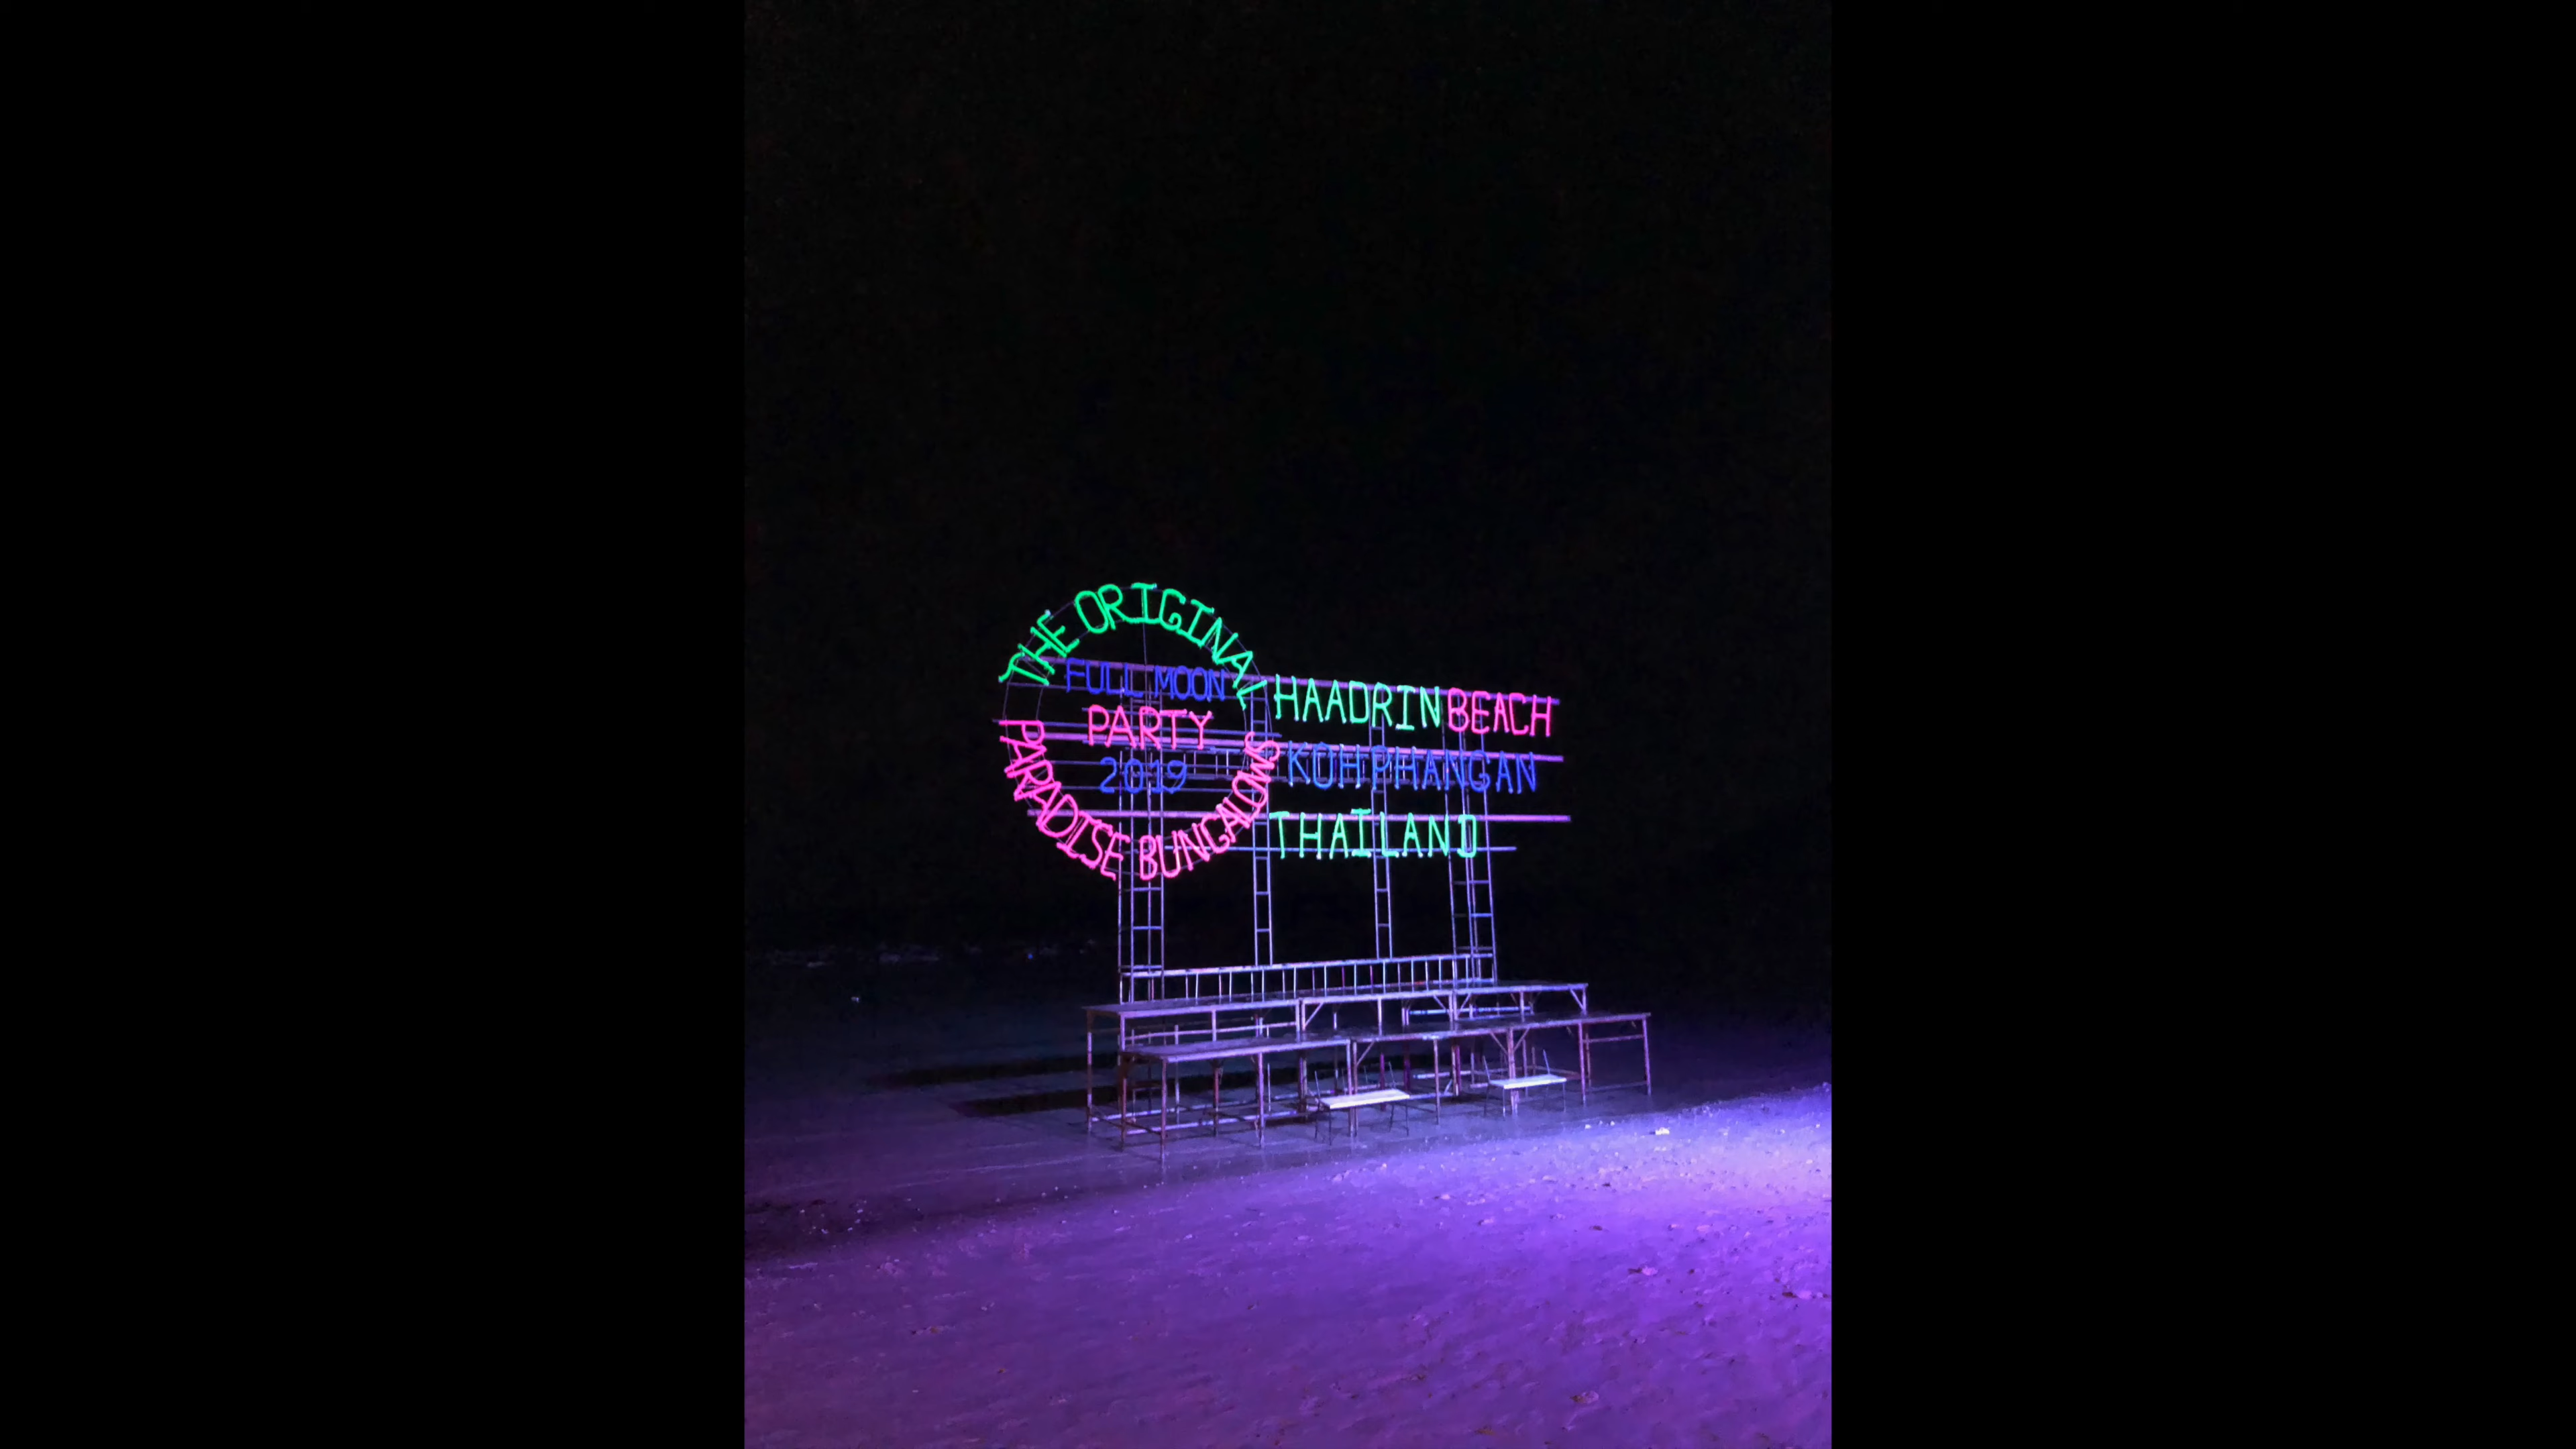 THE ORIGINAL
FULL MOON
PARTY
2019
PARADISE BUNGALOWS
HAADRIN BEACH
KOH PHANGAN
THAILAND